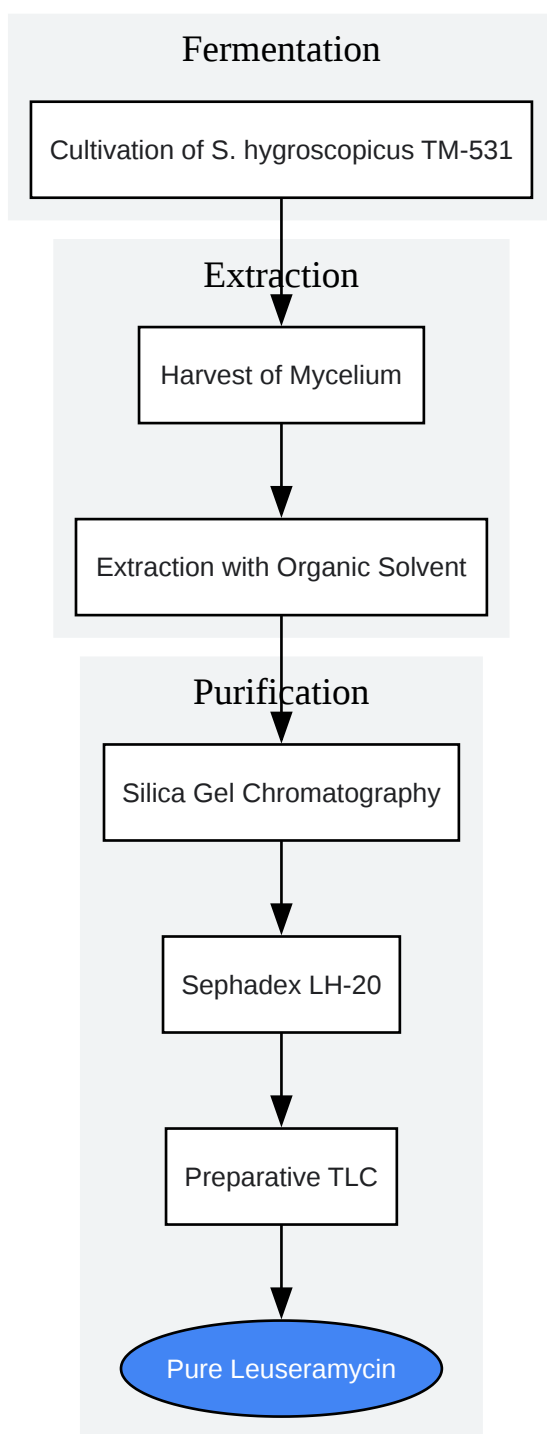 Fermentation
Cultivation of S. hygroscopicus TM-531
Extraction
Harvest of Mycelium
Extraction with Organic Solvent
Purification
Silica Gel Chromatography
Sephadex LH-20
Preparative TLC
Pure Leuseramycin